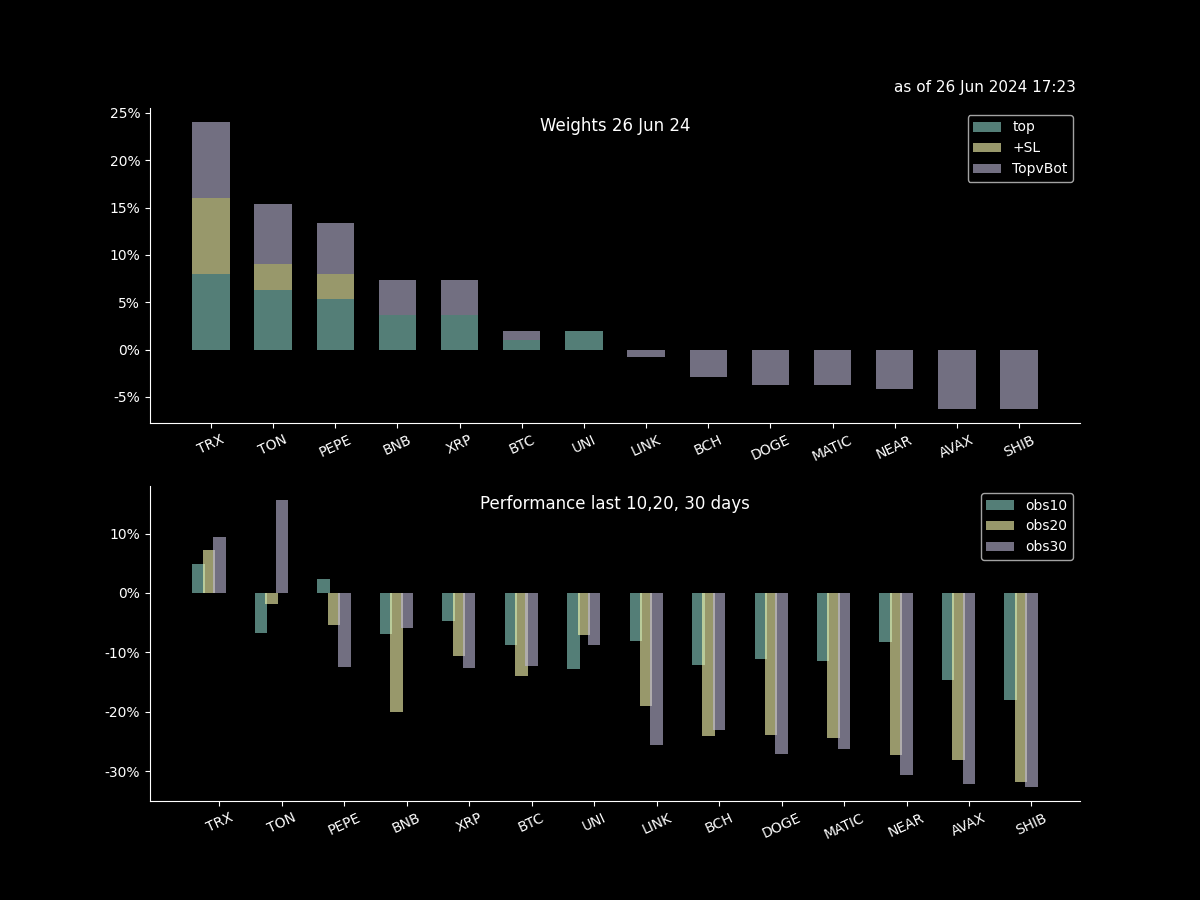 as of 26 Jun 2024 17:23
Weights 26 Jun 24
top
+SL
TopvBot
25%
20%
15%
10%
5%
0%
-5%
TRX TON PEPE BNB XRP BTC UNI LINK BCH DOGE MATIC NEAR AVAX SHIB
Performance last 10,20, 30 days
obs10
obs20
obs30
10%
0%
-10%
-20%
-30%
TRX TON PEPE BNB XRP BTC UNI LINK BCH DOGE MATIC NEAR AVAX SHIB